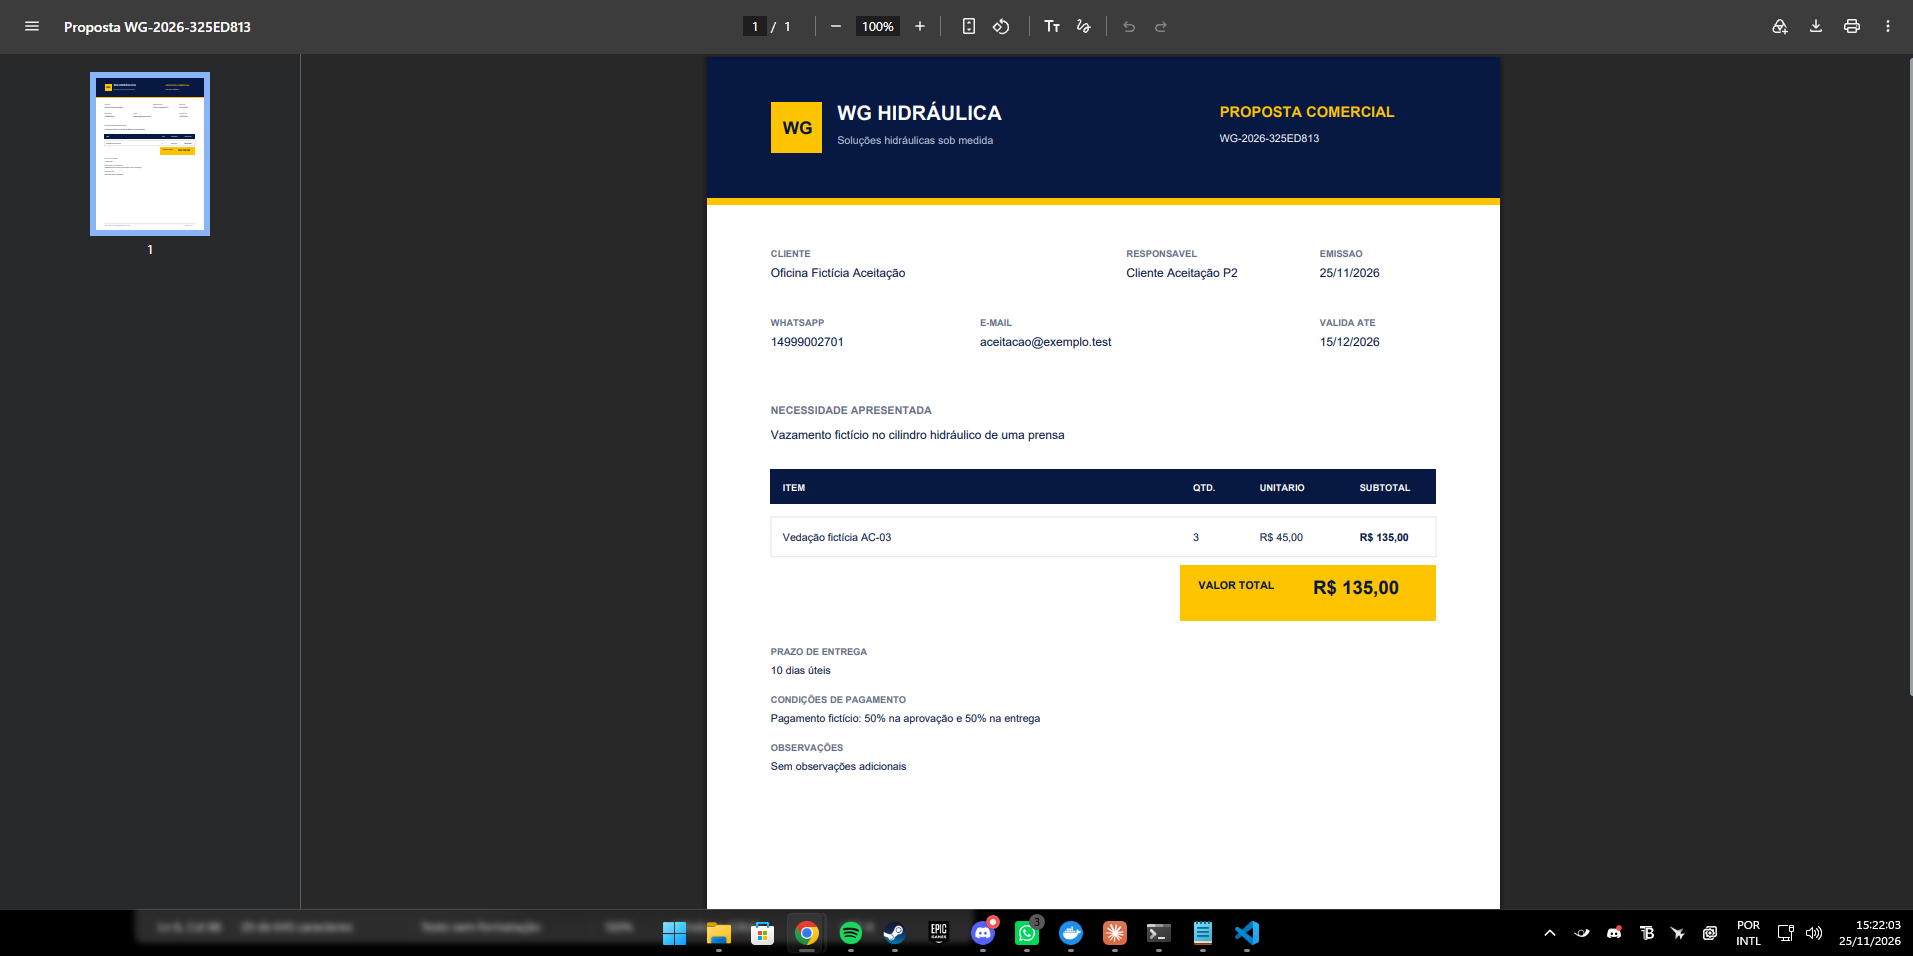 Proposta WG-2026-325ED813
1 / 1
100%
1
WG
WG HIDRÁULICA
Soluções hidráulicas sob medida
PROPOSTA COMERCIAL
WG-2026-325ED813
CLIENTE
Oficina Fictícia Aceitação
RESPONSAVEL
Cliente Aceitação P2
EMISSAO
25/11/2026
WHATSAPP
14999002701
E-MAIL
aceitacao@exemplo.test
VALIDA ATE
15/12/2026
NECESSIDADE APRESENTADA
Vazamento fictício no cilindro hidráulico de uma prensa
ITEM QTD. UNITARIO SUBTOTAL
Vedação fictícia AC-03 3 R$ 45,00 R$ 135,00
VALOR TOTAL R$ 135,00
PRAZO DE ENTREGA
10 dias úteis
CONDIÇÕES DE PAGAMENTO
Pagamento fictício: 50% na aprovação e 50% na entrega
OBSERVAÇÕES
Sem observações adicionais
EPIC
GAMES
3
POR
INTL
15:22:03
25/11/2026